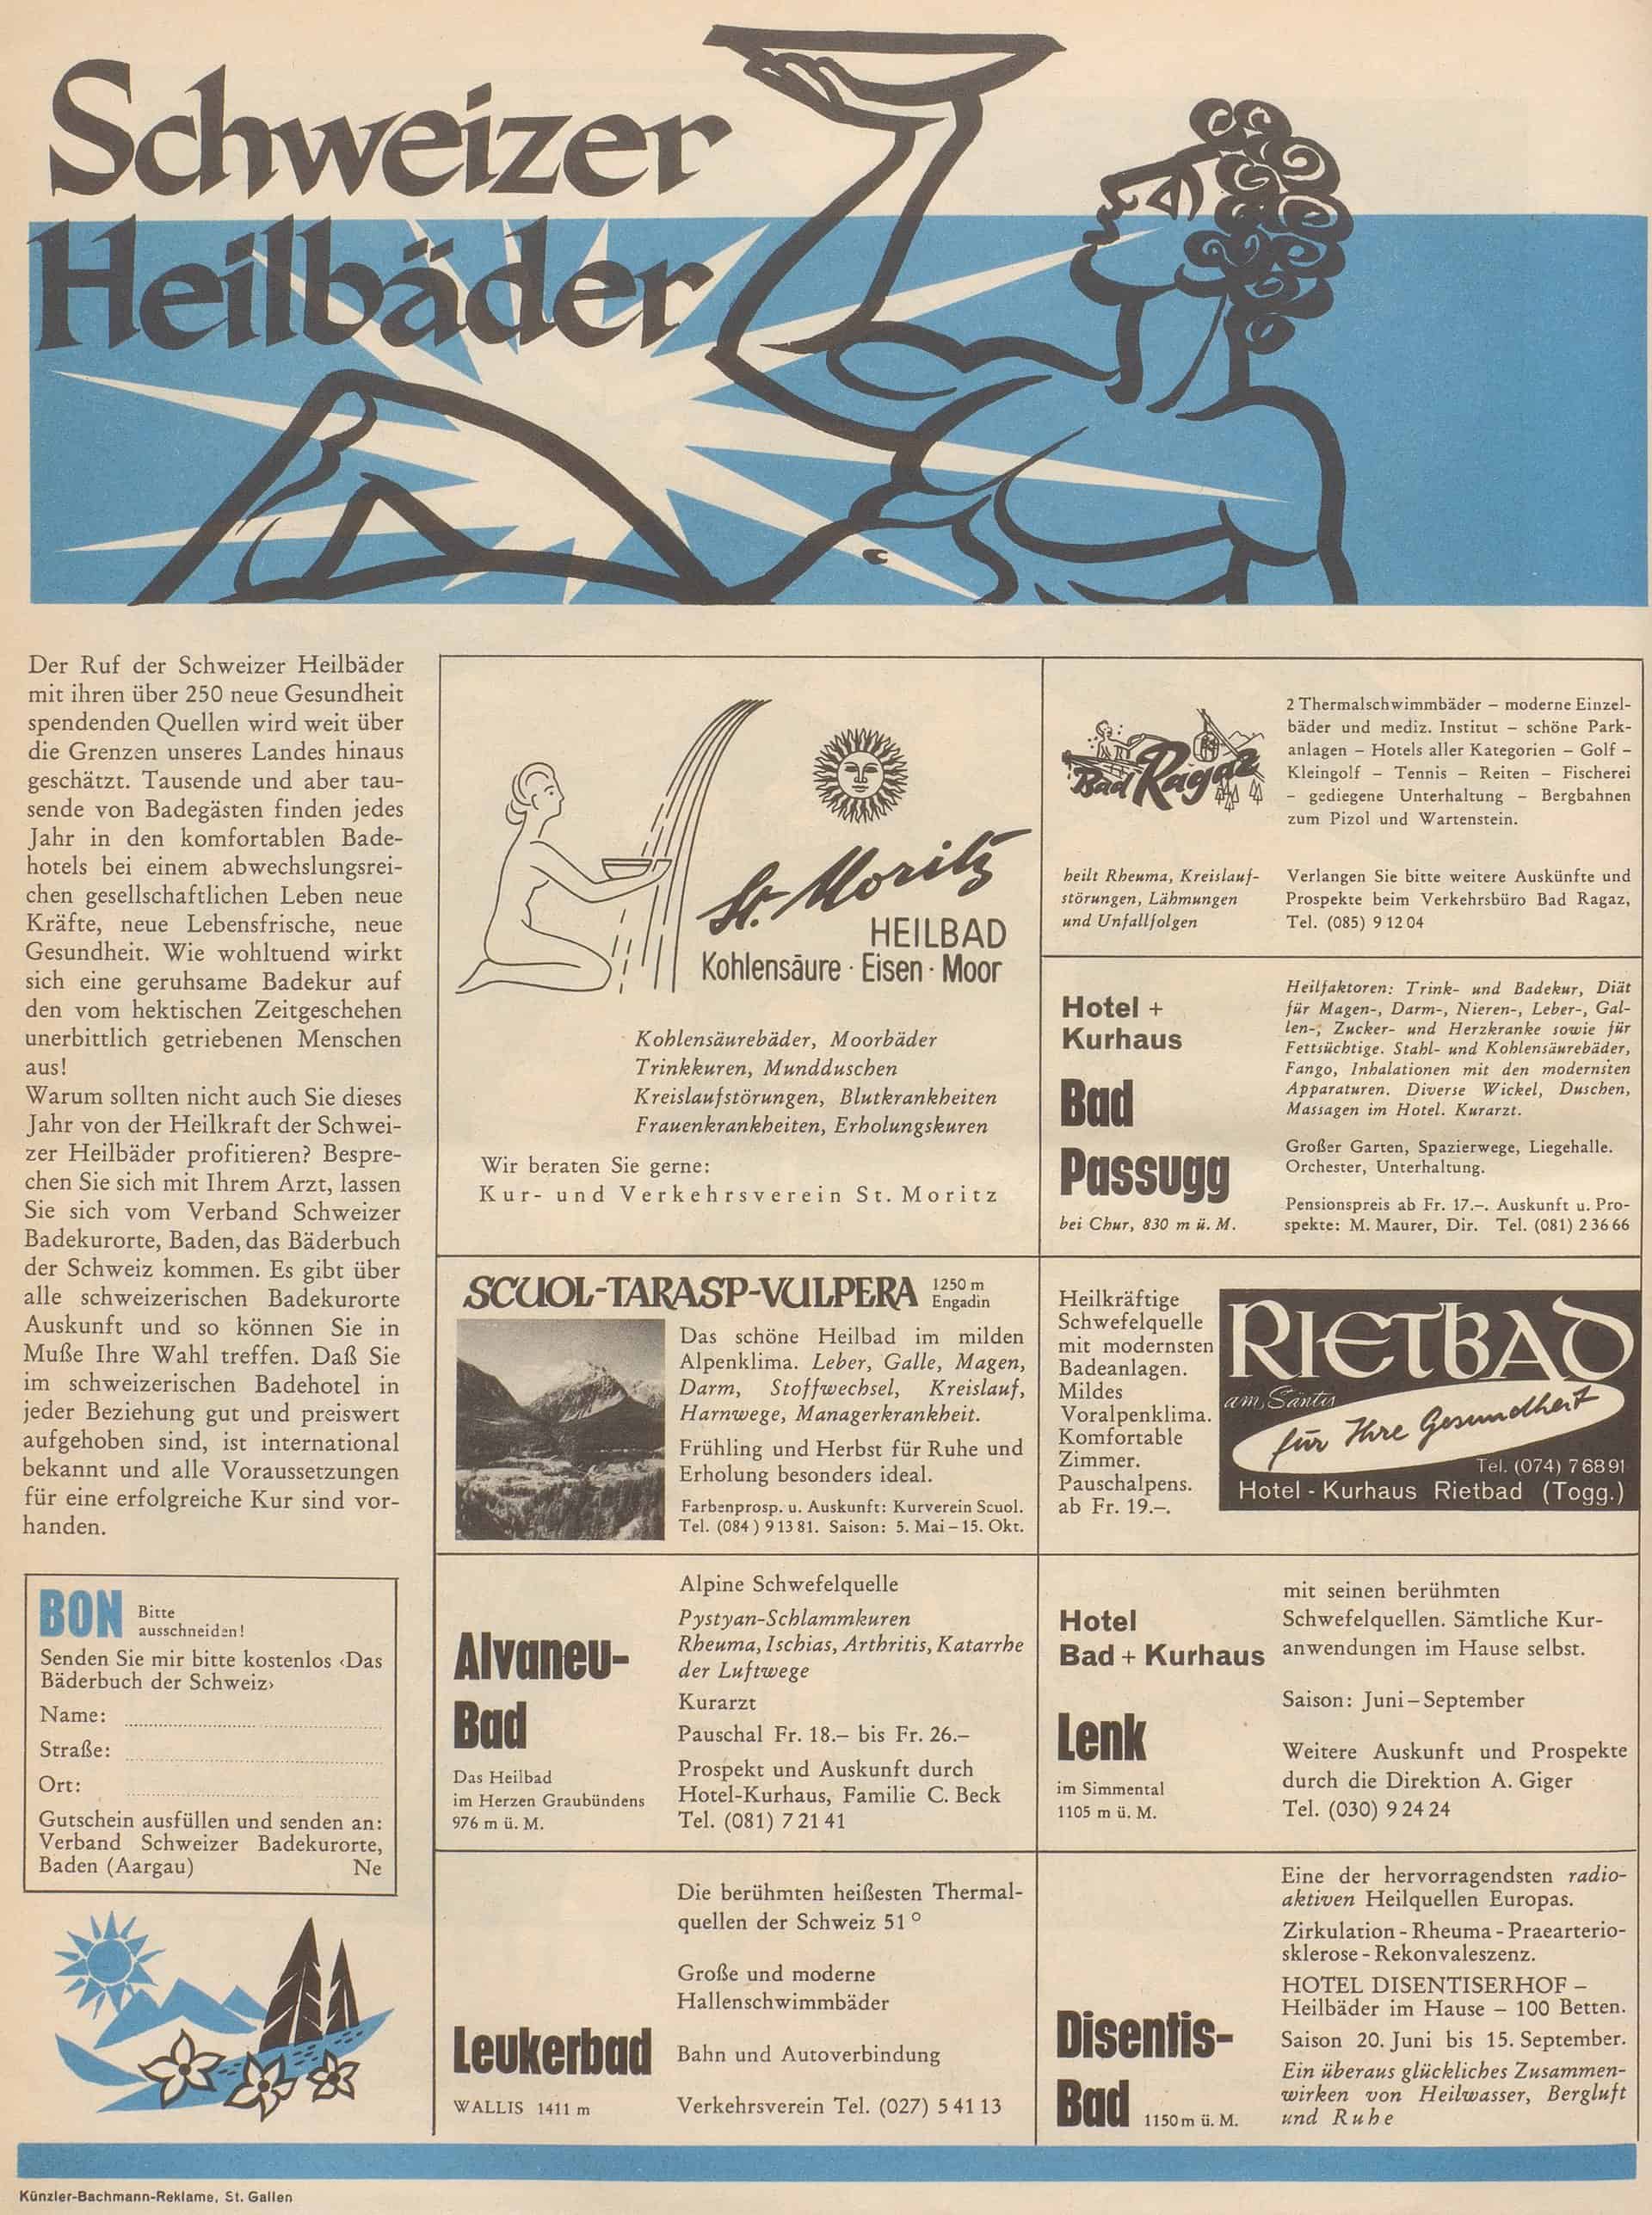 Schweizer
Heilbäder
Der Ruf der Schweizer Heilbäder
mit ihren über 250 neue Gesundheit
spendenden Quellen wird weit über
die Grenzen unseres Landes hinaus
geschätzt. Tausende und aber tau-
sende von Badegästen finden jedes
Jahr in den komfortablen Bade-
hotels bei einem abwechslungsrei-
chen gesellschaftlichen Leben neue
Kräfte, neue Lebensfrische, neue
Gesundheit. Wie wohltuend wirkt
sich eine geruhsame Badekur auf
den vom hektischen Zeitgeschehen
unerbittlich getriebenen Menschen
aus!
Warum sollten nicht auch Sie dieses
Jahr von der Heilkraft der Schwei-
zer Heilbäder profitieren? Bespre-
chen Sie sich mit Ihrem Arzt, lassen
Sie sich vom Verband Schweizer
Badekurorte, Baden, das Bäderbuch
der Schweiz kommen. Es gibt über
alle schweizerischen Badekurorte
Auskunft und so können Sie in
Muße Ihre Wahl treffen. Daß Sie
im schweizerischen Badehotel in
jeder Beziehung gut und preiswert
aufgehoben sind, ist international
bekannt und alle Voraussetzungen
für eine erfolgreiche Kur sind vor-
handen.
BON Bitte
ausschneiden!
Senden Sie mir bitte kostenlos ‹Das
Bäderbuch der Schweiz›
Name:
Straße:
Ort:
Gutschein ausfüllen und senden an:
Verband Schweizer Badekurorte,
Baden (Aargau) Ne
St. Moritz
HEILBAD
Kohlensäure · Eisen · Moor
Kohlensäurebäder, Moorbäder
Trinkkuren, Mundduschen
Kreislaufstörungen, Blutkrankheiten
Frauenkrankheiten, Erholungskuren
Wir beraten Sie gerne:
Kur- und Verkehrsverein St. Moritz
Bad Ragaz
heilt Rheuma, Kreislauf-
störungen, Lähmungen
und Unfallfolgen
2 Thermalschwimmbäder – moderne Einzel-
bäder und mediz. Institut – schöne Park-
anlagen – Hotels aller Kategorien – Golf –
Kleingolf – Tennis – Reiten – Fischerei
– gediegene Unterhaltung – Bergbahnen
zum Pizol und Wartenstein.
Verlangen Sie bitte weitere Auskünfte und
Prospekte beim Verkehrsbüro Bad Ragaz,
Tel. (085) 9 12 04
Hotel +
Kurhaus
Bad
Passugg
bei Chur, 830 m ü. M.
Heilfaktoren: Trink- und Badekur, Diät
für Magen-, Darm-, Nieren-, Leber-, Gal-
len-, Zucker- und Herzkranke sowie für
Fettsüchtige. Stahl- und Kohlensäurebäder,
Fango, Inhalationen mit den modernsten
Apparaturen. Diverse Wickel, Duschen,
Massagen im Hotel. Kurarzt.
Großer Garten, Spazierwege, Liegehalle.
Orchester, Unterhaltung.
Pensionspreis ab Fr. 17.–. Auskunft u. Pro-
spekte: M. Maurer, Dir. Tel. (081) 2 36 66
SCUOL-TARASP-VULPERA 1250 m
Engadin
Das schöne Heilbad im milden
Alpenklima. Leber, Galle, Magen,
Darm, Stoffwechsel, Kreislauf,
Harnwege, Managerkrankheit.
Frühling und Herbst für Ruhe und
Erholung besonders ideal.
Farbenprosp. u. Auskunft: Kurverein Scuol.
Tel. (084) 9 13 81. Saison: 5. Mai – 15. Okt.
Heilkräftige
Schwefelquelle
mit modernsten
Badeanlagen.
Mildes
Voralpenklima.
Komfortable
Zimmer.
Pauschalpens.
ab Fr. 19.–.
RIETBAD
am Säntis
für Ihre Gesundheit
Tel. (074) 7 68 91
Hotel - Kurhaus Rietbad (Togg.)
Alvaneu-
Bad
Das Heilbad
im Herzen Graubündens
976 m ü. M.
Alpine Schwefelquelle
Pystyan-Schlammkuren
Rheuma, Ischias, Arthritis, Katarrhe
der Luftwege
Kurarzt
Pauschal Fr. 18.– bis Fr. 26.–
Prospekt und Auskunft durch
Hotel-Kurhaus, Familie C. Beck
Tel. (081) 7 21 41
Hotel
Bad + Kurhaus
Lenk
im Simmental
1105 m ü. M.
mit seinen berühmten
Schwefelquellen. Sämtliche Kur-
anwendungen im Hause selbst.
Saison: Juni – September
Weitere Auskunft und Prospekte
durch die Direktion A. Giger
Tel. (030) 9 24 24
Leukerbad
WALLIS 1411 m
Die berühmten heißesten Thermal-
quellen der Schweiz 51°
Große und moderne
Hallenschwimmbäder
Bahn und Autoverbindung
Verkehrsverein Tel. (027) 5 41 13
Disentis-
Bad 1150 m ü. M.
Eine der hervorragendsten radio-
aktiven Heilquellen Europas.
Zirkulation - Rheuma - Praearterio-
sklerose - Rekonvaleszenz.
HOTEL DISENTISERHOF –
Heilbäder im Hause – 100 Betten.
Saison 20. Juni bis 15. September.
Ein überaus glückliches Zusammen-
wirken von Heilwasser, Bergluft
und Ruhe
Künzler-Bachmann-Reklame, St. Gallen